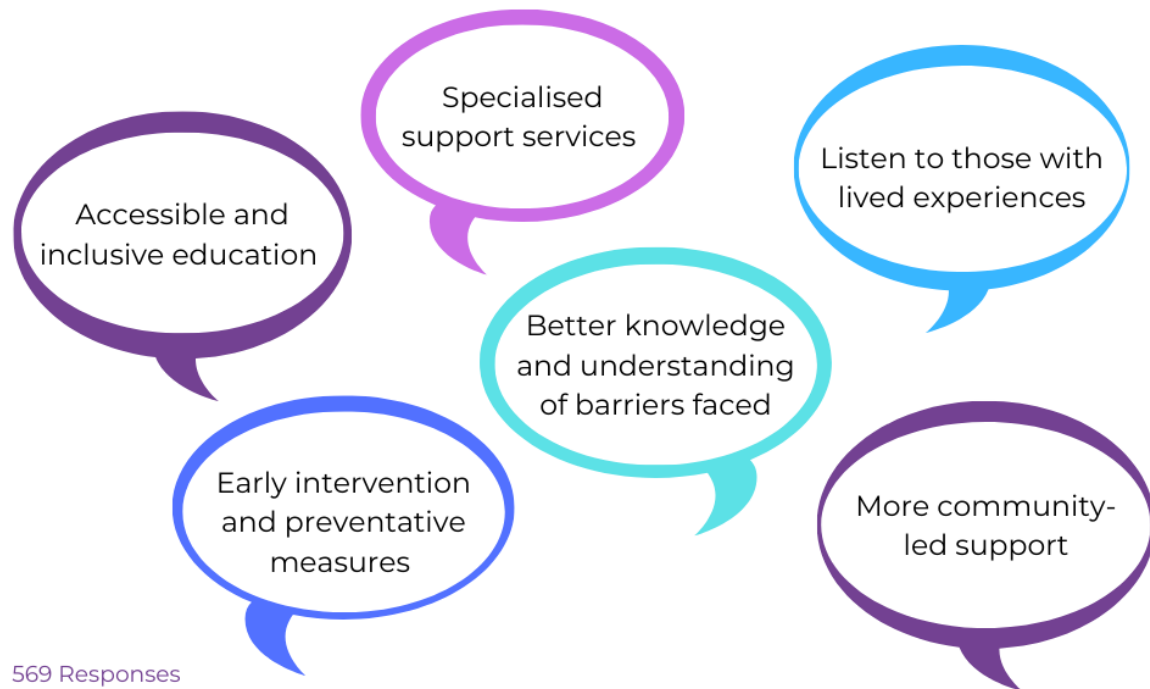 Specialised
support services
Listen to those with
lived experiences
Accessible and
inclusive education
Better knowledge
and understanding
of barriers faced
Early intervention
and preventative
measures
More community-
led support
569 Responses